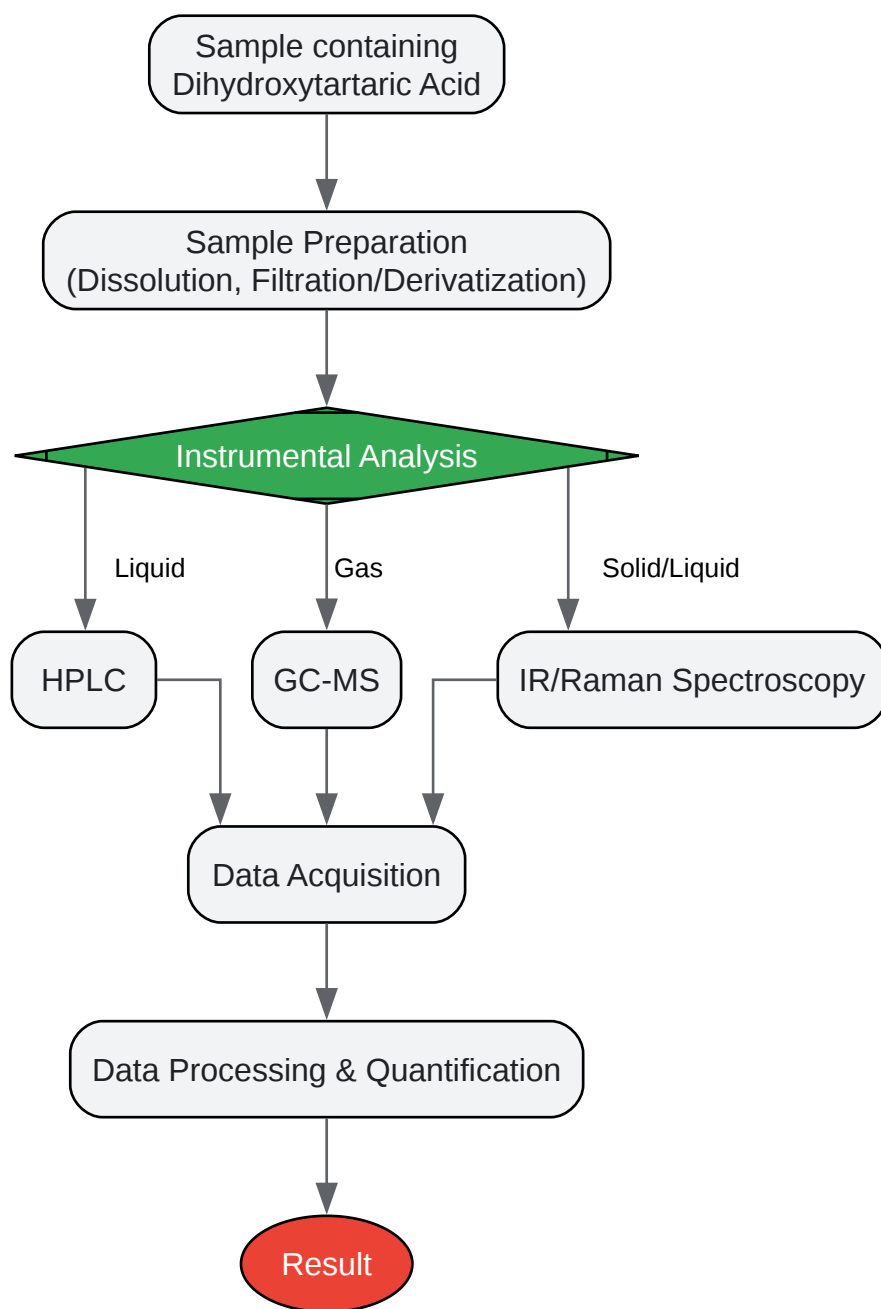 Sample containing
Dihydroxytartaric Acid
Sample Preparation
(Dissolution, Filtration/Derivatization)
Instrumental Analysis
Liquid
Gas
Solid/Liquid
HPLC
GC-MS
IR/Raman Spectroscopy
Data Acquisition
Data Processing & Quantification
Result